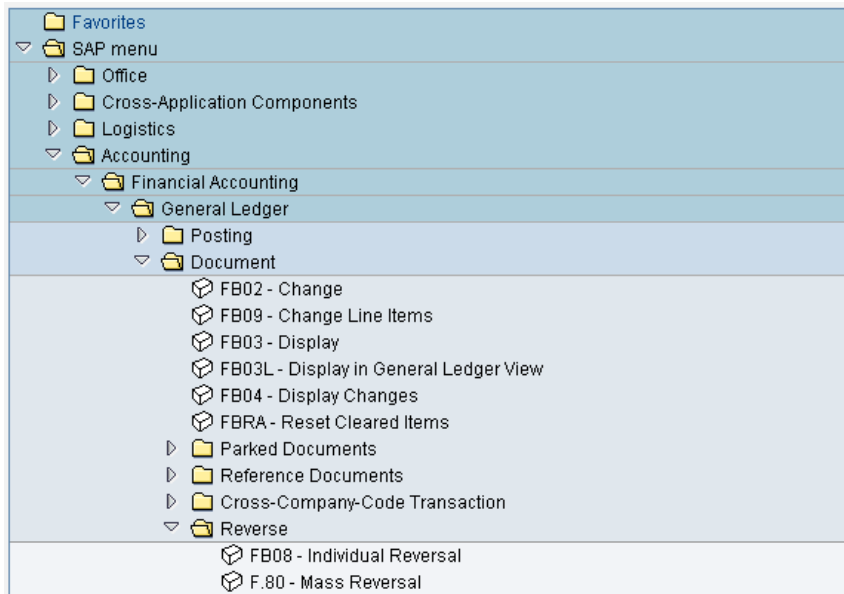 Favorites
SAP menu
Office
Cross-Application Components
Logistics
Accounting
Financial Accounting
General Ledger
Posting
Document
FB02 - Change
FB09 - Change Line Items
FB03 - Display
FB03L - Display in General Ledger View
FB04 - Display Changes
FBRA - Reset Cleared Items
Parked Documents
Reference Documents
Cross-Company-Code Transaction
Reverse
FB08 - Individual Reversal
F.80 - Mass Reversal